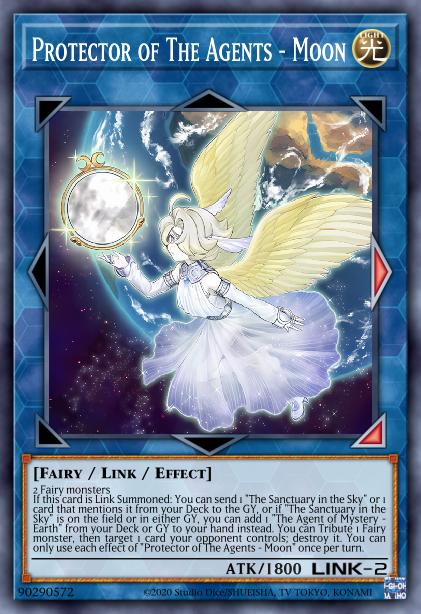 PROTECTOR OF THE AGENTS - MOON
LIGHT
光
[FAIRY / LINK / EFFECT]
2 Fairy monsters
If this card is Link Summoned: You can send 1 "The Sanctuary in the Sky" or 1
card that mentions it from your Deck to the GY, or if "The Sanctuary in the
Sky" is on the field or in either GY, you can add 1 "The Agent of Mystery -
Earth" from your Deck or GY to your hand instead. You can Tribute 1 Fairy
monster, then target 1 card your opponent controls; destroy it. You can
only use each effect of "Protector of The Agents - Moon" once per turn.
ATK/1800 LINK-2
90290572 ©2020 Studio Dice/SHUEISHA, TV TOKYO, KONAMI